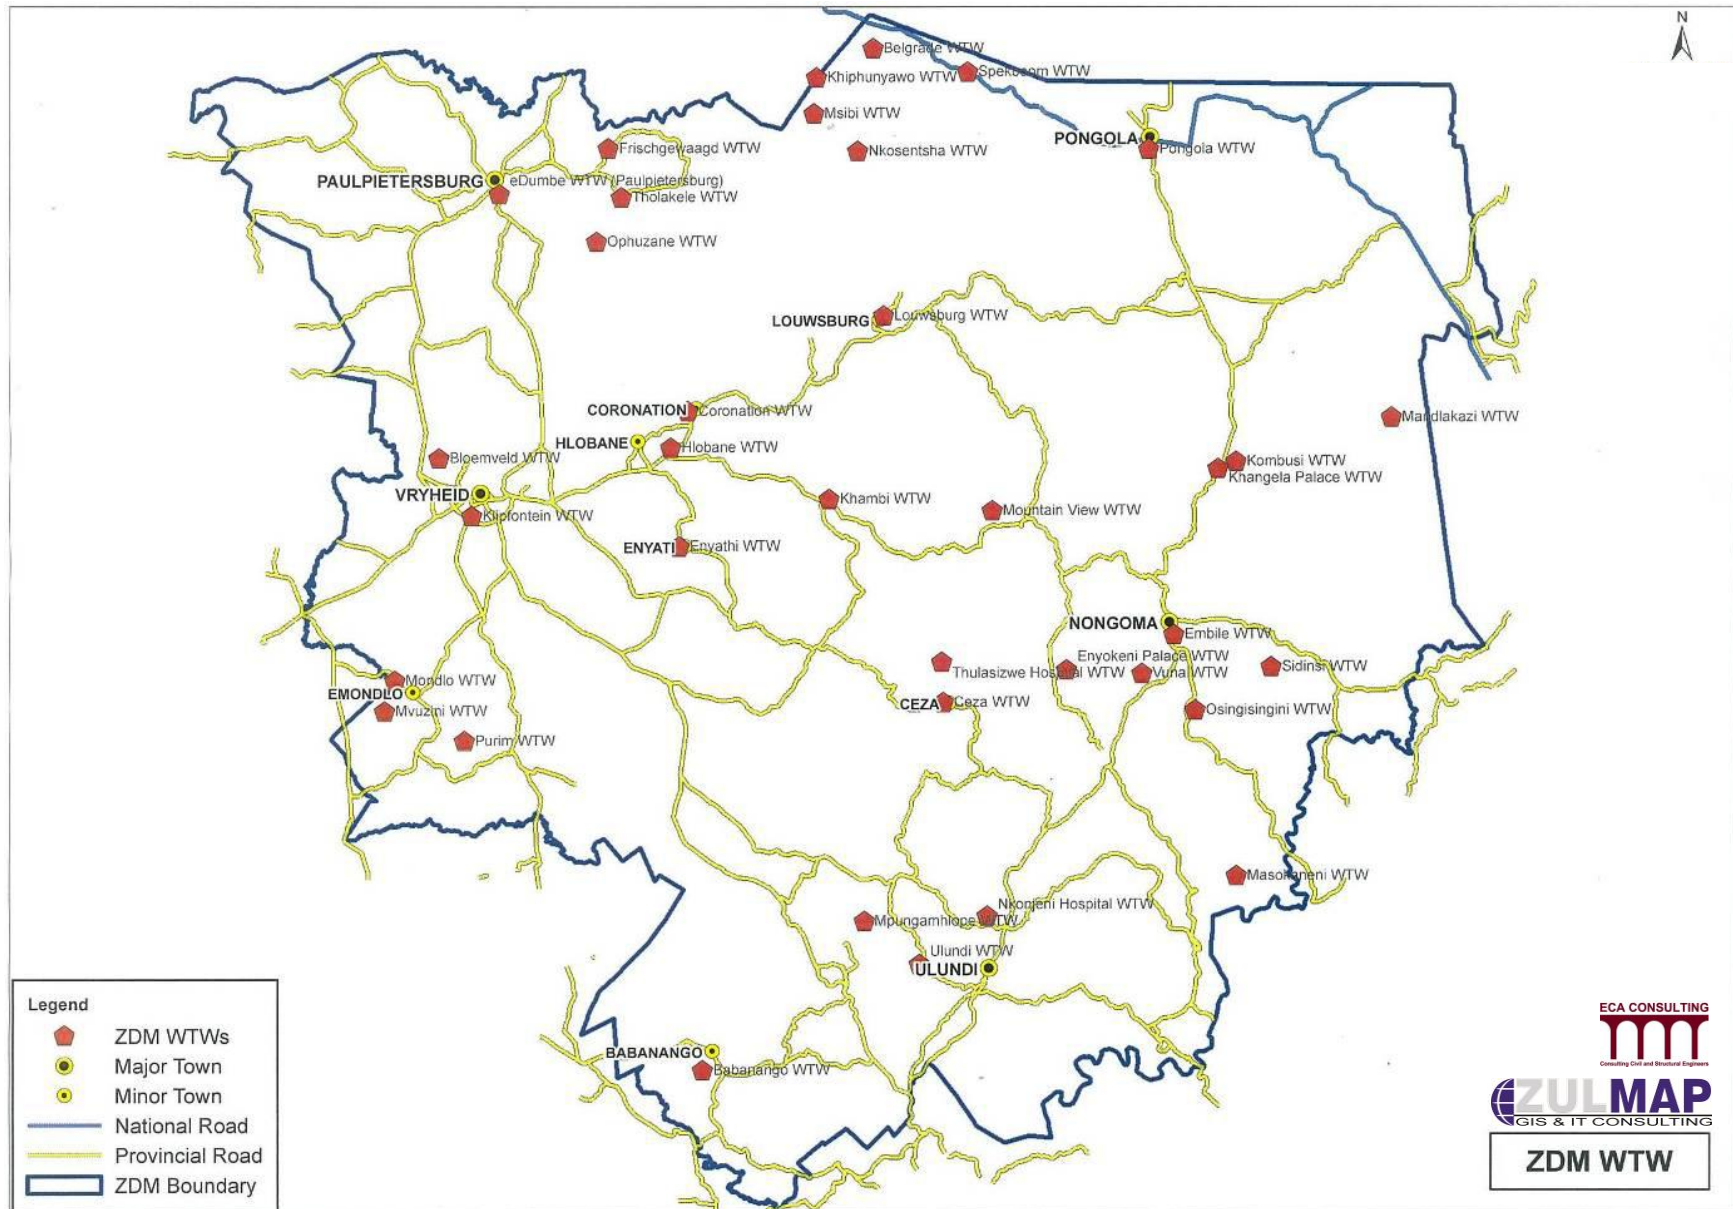 N
Belgrade WTW
Khiphunyawo WTW
Spekboom WTW
Msibi WTW
PONGOLA
Pongola WTW
Frischgewaagd WTW
Nkosentsha WTW
PAULPIETERSBURG
eDumbe WTW (Paulpietersburg)
Tholakele WTW
Ophuzane WTW
LOUWSBURG
Louwsburg WTW
CORONATION
Coronation WTW
Mandlakazi WTW
HLOBANE
Hlobane WTW
Bloemveld WTW
Kombusi WTW
Khangela Palace WTW
VRYHEID
Khambi WTW
Mountain View WTW
Klipfontein WTW
ENYATI
Enyathi WTW
NONGOMA
Embile WTW
Enyokeni Palace WTW
Thulasizwe Hospital WTW
Vuna WTW
Sidinsi WTW
Mondlo WTW
EMONDLO
CEZA
Ceza WTW
Mvuzini WTW
Osingisingini WTW
Purim WTW
Masokaneni WTW
Nkonjeni Hospital WTW
Mpungamhlope WTW
Ulundi WTW
ULUNDI
BABANANGO
Babanango WTW
Legend
ZDM WTWs
Major Town
Minor Town
National Road
Provincial Road
ZDM Boundary
ECA CONSULTING
Consulting Civil and Structural Engineers
ZULMAP
GIS & IT CONSULTING
ZDM WTW